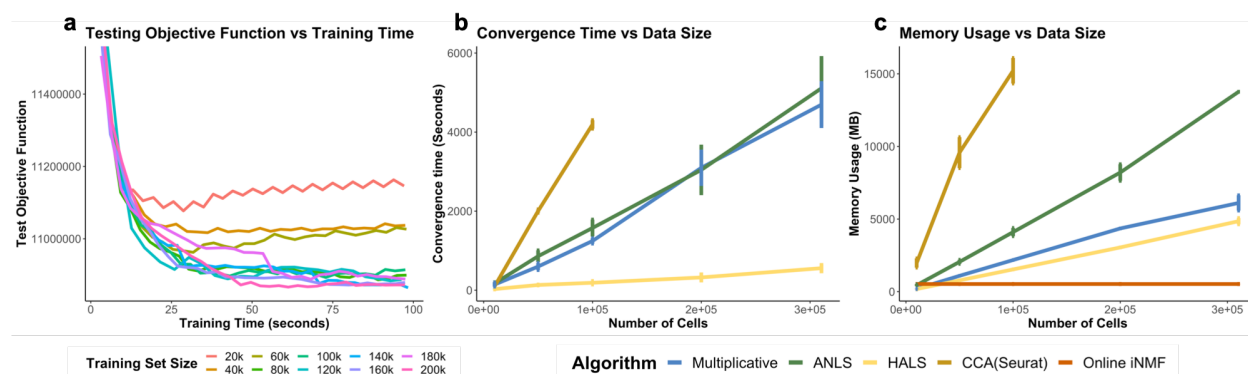 a
Testing Objective Function vs Training Time
Test Objective Function
11400000
11200000
11000000
0
25
50
75
100
Training Time (seconds)
b
Convergence Time vs Data Size
Convergence time (Seconds)
6000
4000
2000
0
0e+00
1e+05
2e+05
3e+05
Number of Cells
c
Memory Usage vs Data Size
Memory Usage (MB)
15000
10000
5000
0
0e+00
1e+05
2e+05
3e+05
Number of Cells
Training Set Size
20k 60k 100k 140k 180k
40k 80k 120k 160k 200k
Algorithm Multiplicative ANLS HALS CCA(Seurat) Online iNMF